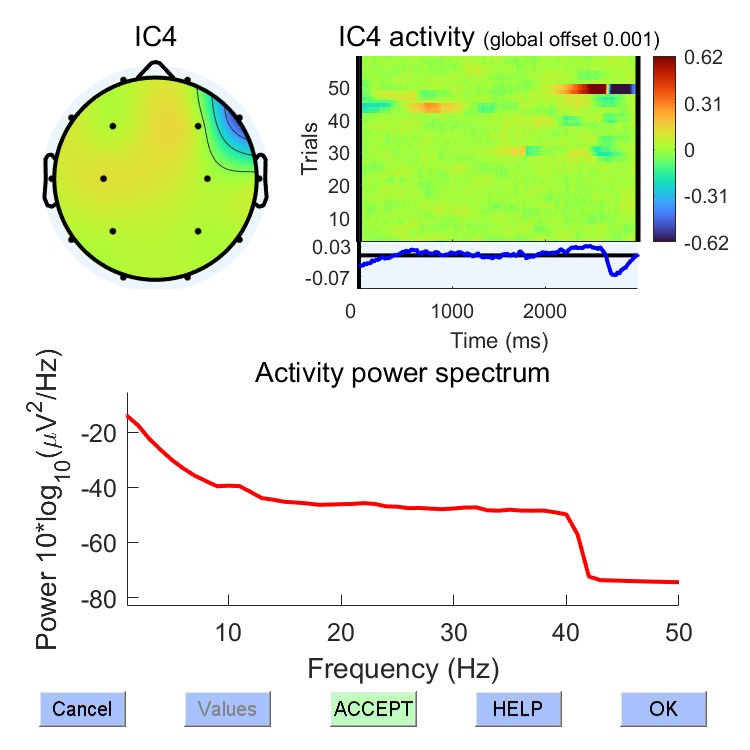 IC4
IC4 activity (global offset 0.001)
Trials
50
40
30
20
10
0.62
0.31
0
-0.31
-0.62
0.03
-0.07
0
1000
2000
Time (ms)
Activity power spectrum
Power 10*log₁₀(μV²/Hz)
-20
-40
-60
-80
10
20
30
40
50
Frequency (Hz)
Cancel
Values
ACCEPT
HELP
OK